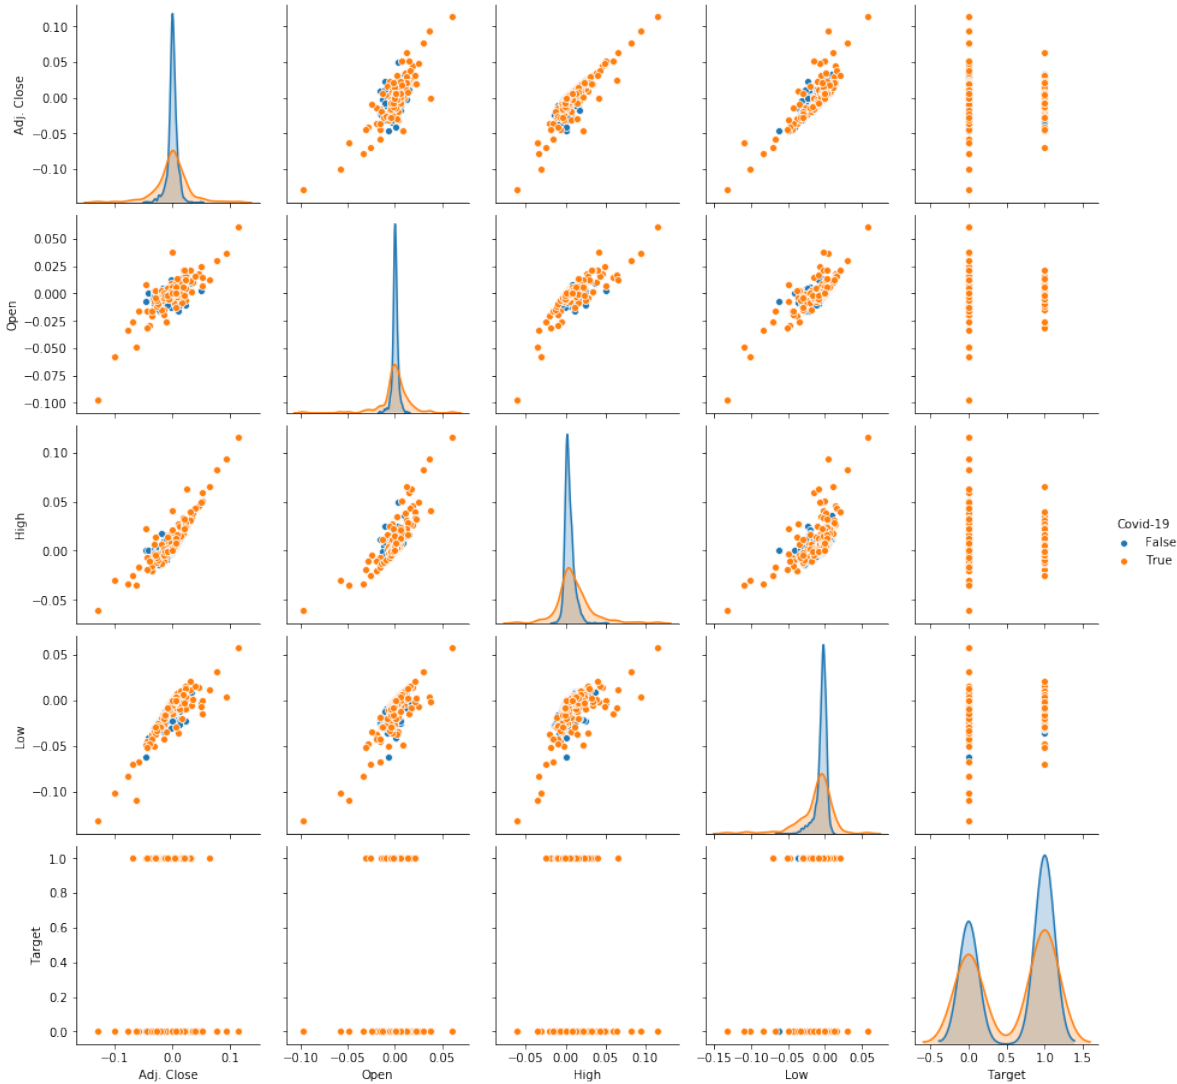 0.10
0.05
0.00
−0.05
−0.10
Adj. Close
0.050
0.025
0.000
−0.025
−0.050
−0.075
−0.100
Open
0.10
0.05
0.00
−0.05
High
Covid-19
False
True
0.05
0.00
−0.05
−0.10
Low
1.0
0.8
0.6
0.4
0.2
0.0
Target
−0.1 0.0 0.1
Adj. Close
−0.10 −0.05 0.00 0.05
Open
−0.05 0.00 0.05 0.10
High
−0.15 −0.10 −0.05 0.00 0.05
Low
−0.5 0.0 0.5 1.0 1.5
Target